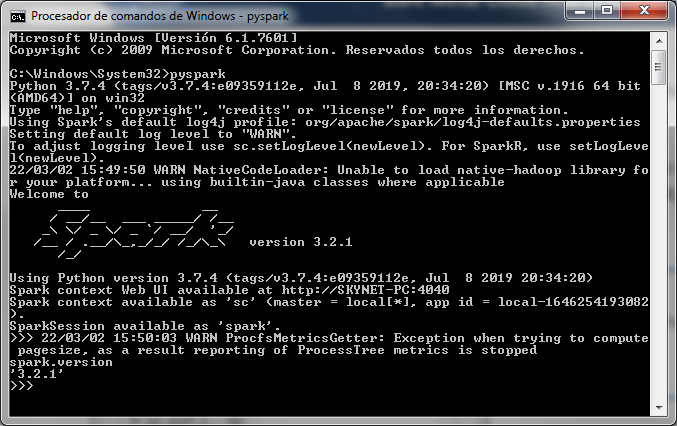 Procesador de comandos de Windows - pyspark
Microsoft Windows [Versión 6.1.7601]
Copyright (c) 2009 Microsoft Corporation. Reservados todos los derechos.
C:\Windows\System32>pyspark
Python 3.7.4 (tags/v3.7.4:e09359112e, Jul  8 2019, 20:34:20) [MSC v.1916 64 bit
(AMD64)] on win32
Type "help", "copyright", "credits" or "license" for more information.
Using Spark's default log4j profile: org/apache/spark/log4j-defaults.properties
Setting default log level to "WARN".
To adjust logging level use sc.setLogLevel(newLevel). For SparkR, use setLogLeve
l(newLevel).
22/03/02 15:49:50 WARN NativeCodeLoader: Unable to load native-hadoop library fo
r your platform... using builtin-java classes where applicable
Welcome to
Spark version 3.2.1
Using Python version 3.7.4 (tags/v3.7.4:e09359112e, Jul  8 2019 20:34:20)
Spark context Web UI available at http://SKYNET-PC:4040
Spark context available as 'sc' (master = local[*], app id = local-1646254193082
).
SparkSession available as 'spark'.
>>> 22/03/02 15:50:03 WARN ProcfsMetricsGetter: Exception when trying to compute
 pagesize, as a result reporting of ProcessTree metrics is stopped
spark.version
'3.2.1'
>>>